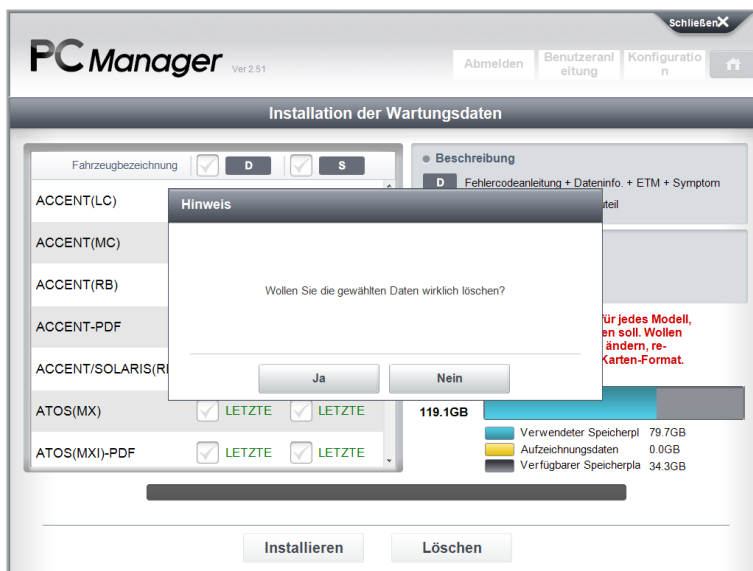 Schließen X
PC Manager Ver 2.51
Abmelden
Benutzeranl
eitung
Konfiguratio
n
Installation der Wartungsdaten
Fahrzeugbezeichnung D S
ACCENT(LC)
ACCENT(MC)
ACCENT(RB)
ACCENT-PDF
ACCENT/SOLARIS(R
ATOS(MX) LETZTE LETZTE
ATOS(MXI)-PDF LETZTE LETZTE
Beschreibung
D Fehlercodeanleitung + Dateninfo. + ETM + Symptom
uteil
Hinweis
Wollen Sie die gewählten Daten wirklich löschen?
Ja
Nein
für jedes Modell,
en soll. Wollen
ändern, re-
Karten-Format.
119.1GB
Verwendeter Speicherpl 79.7GB
Aufzeichnungsdaten 0.0GB
Verfügbarer Speicherpla 34.3GB
Installieren
Löschen